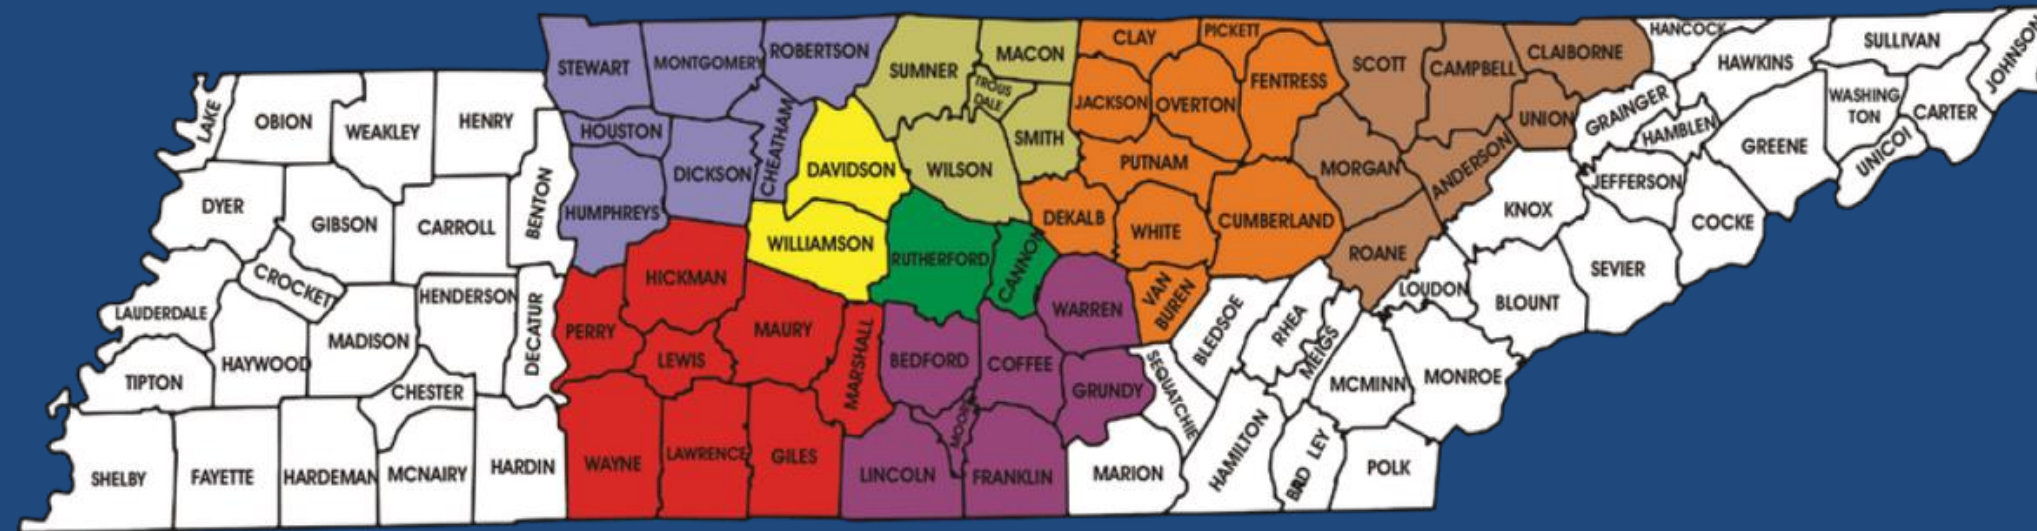 LAKE
OBION
WEAKLEY
HENRY
STEWART
MONTGOMERY
ROBERTSON
SUMNER
MACON
TROUS
DALE
CLAY
PICKETT
FENTRESS
SCOTT
CAMPBELL
CLAIBORNE
HANCOCK
HAWKINS
SULLIVAN
JOHNSON
HOUSTON
DICKSON
CHEATHAM
DAVIDSON
WILSON
SMITH
JACKSON
OVERTON
PUTNAM
MORGAN
ANDERSON
UNION
GRAINGER
HAMBLEN
GREENE
WASHING
TON
CARTER
UNICOI
DYER
GIBSON
CARROLL
BENTON
HUMPHREYS
WILLIAMSON
RUTHERFORD
CANNON
DEKALB
WHITE
CUMBERLAND
ROANE
KNOX
JEFFERSON
COCKE
SEVIER
LAUDERDALE
CROCKETT
HENDERSON
DECATUR
HICKMAN
PERRY
LEWIS
MAURY
MARSHALL
BEDFORD
COFFEE
WARREN
VAN
BUREN
BLEDSOE
RHEA
MEIGS
LOUDON
BLOUNT
TIPTON
HAYWOOD
MADISON
CHESTER
GRUNDY
SEQUATCHIE
MCMINN
MONROE
SHELBY
FAYETTE
HARDEMAN
MCNAIRY
HARDIN
WAYNE
LAWRENCE
GILES
LINCOLN
MOORE
FRANKLIN
MARION
HAMILTON
POLK